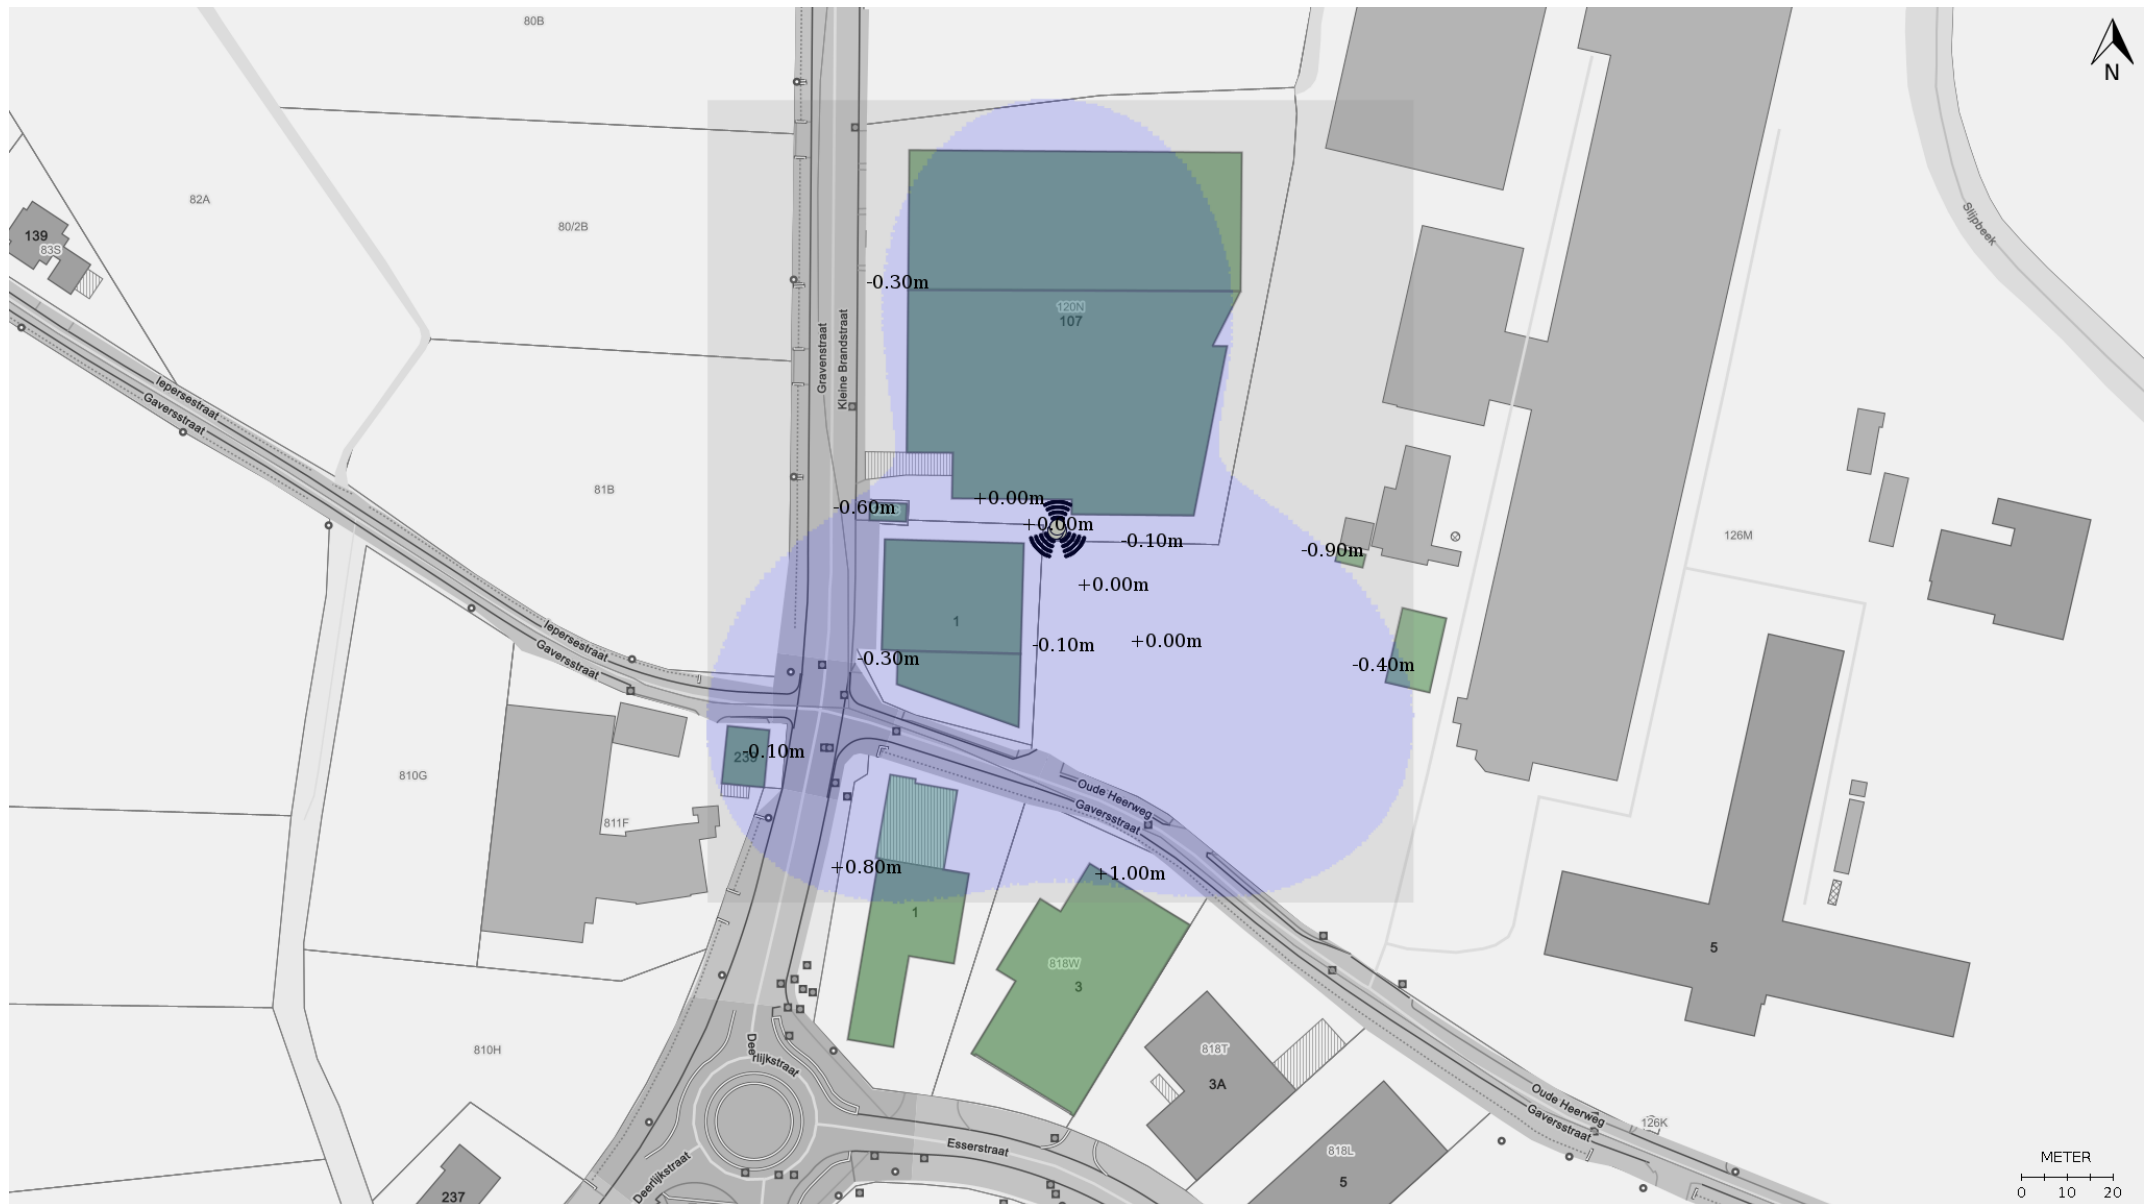 80B
N
82A
80/2B
139
83S
Slijpbeek
-0.30m
120N
107
Gravenstraat
Kleine Brandstraat
Iepersestraat
Gaversstraat
81B
+0.00m
-0.60m
+0.00m
-0.10m
-0.90m
126M
+0.00m
1
-0.10m
+0.00m
-0.30m
-0.40m
Iepersestraat
Gaversstraat
-0.10m
810G
Oude Heerweg
Gaversstraat
811F
+0.80m
+1.00m
1
5
818W
3
810H
Deerlijkstraat
818T
3A
Oude Heerweg
Gaversstraat
126K
Esserstraat
818L
5
Deerlijkstraat
237
METER
0 10 20